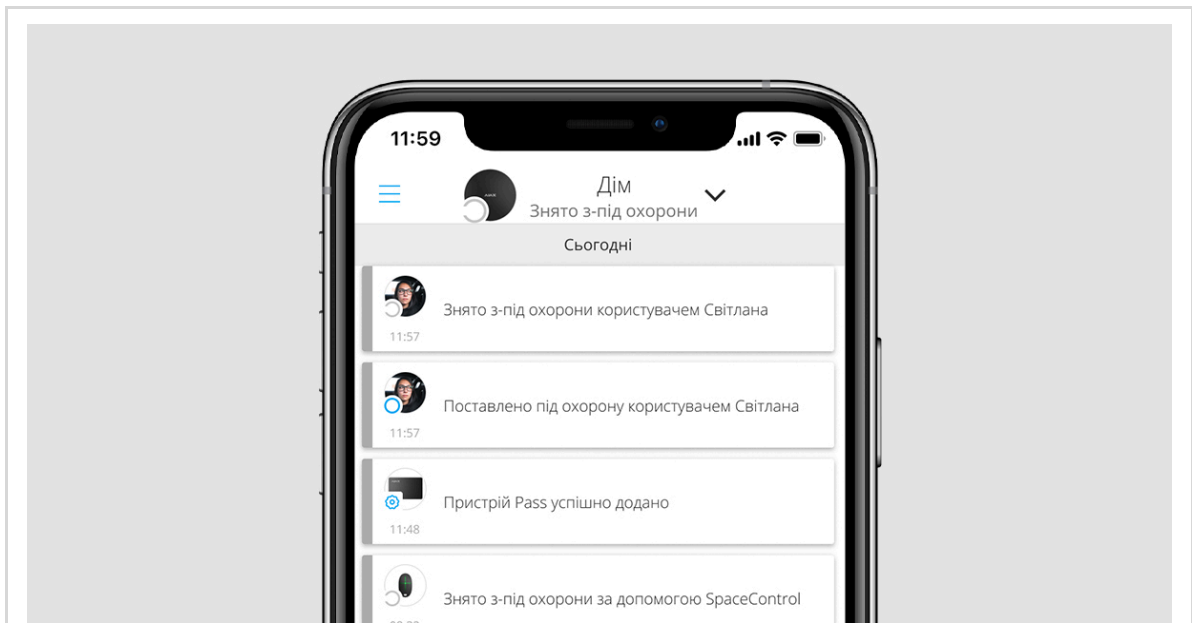 11:59
Дім
Знято з-під охорони
Сьогодні
Знято з-під охорони користувачем Світлана
11:57
Поставлено під охорону користувачем Світлана
11:57
Пристрій Pass успішно додано
11:48
Знято з-під охорони за допомогою SpaceControl